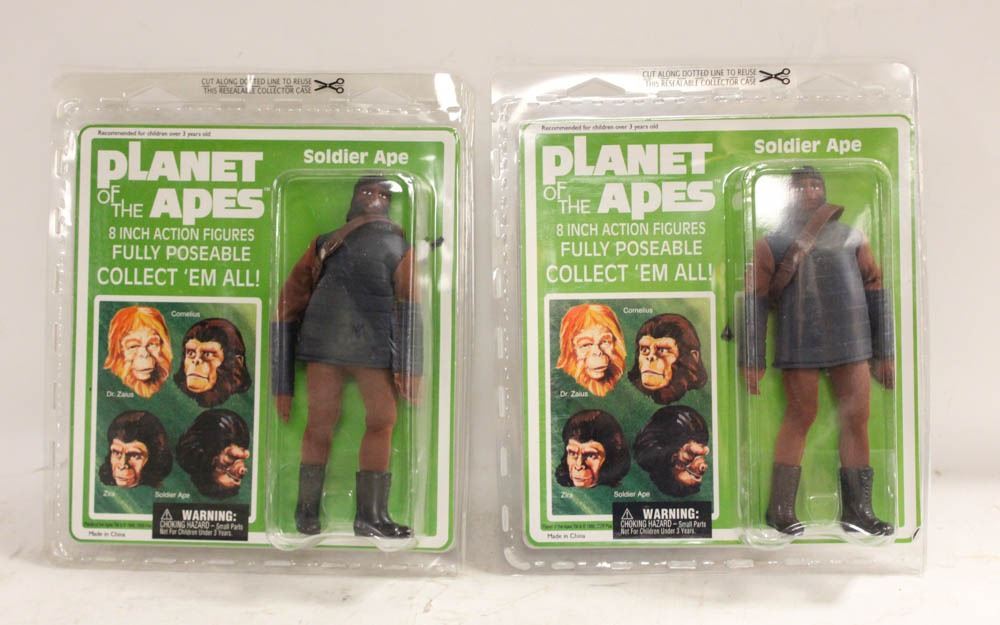 CUT ALONG DOTTED LINE TO REUSE
THIS RESEALABLE COLLECTOR CASE
Recommended for children over 3 years old
PLANET
OF THE APES™
Soldier Ape
8 INCH ACTION FIGURES
FULLY POSEABLE
COLLECT 'EM ALL!
Cornelius
Dr. Zaius
Zira
Soldier Ape
WARNING:
CHOKING HAZARD – Small Parts
Not For Children Under 3 Years.
Made in China
CUT ALONG DOTTED LINE TO REUSE
THIS RESEALABLE COLLECTOR CASE
Recommended for children over 3 years old
PLANET
OF THE APES
Soldier Ape
8 INCH ACTION FIGURES
FULLY POSEABLE
COLLECT 'EM ALL!
Cornelius
Dr. Zaius
Zira
Soldier Ape
WARNING:
CHOKING HAZARD – Small Parts
Not For Children Under 3 Years.
Made in China